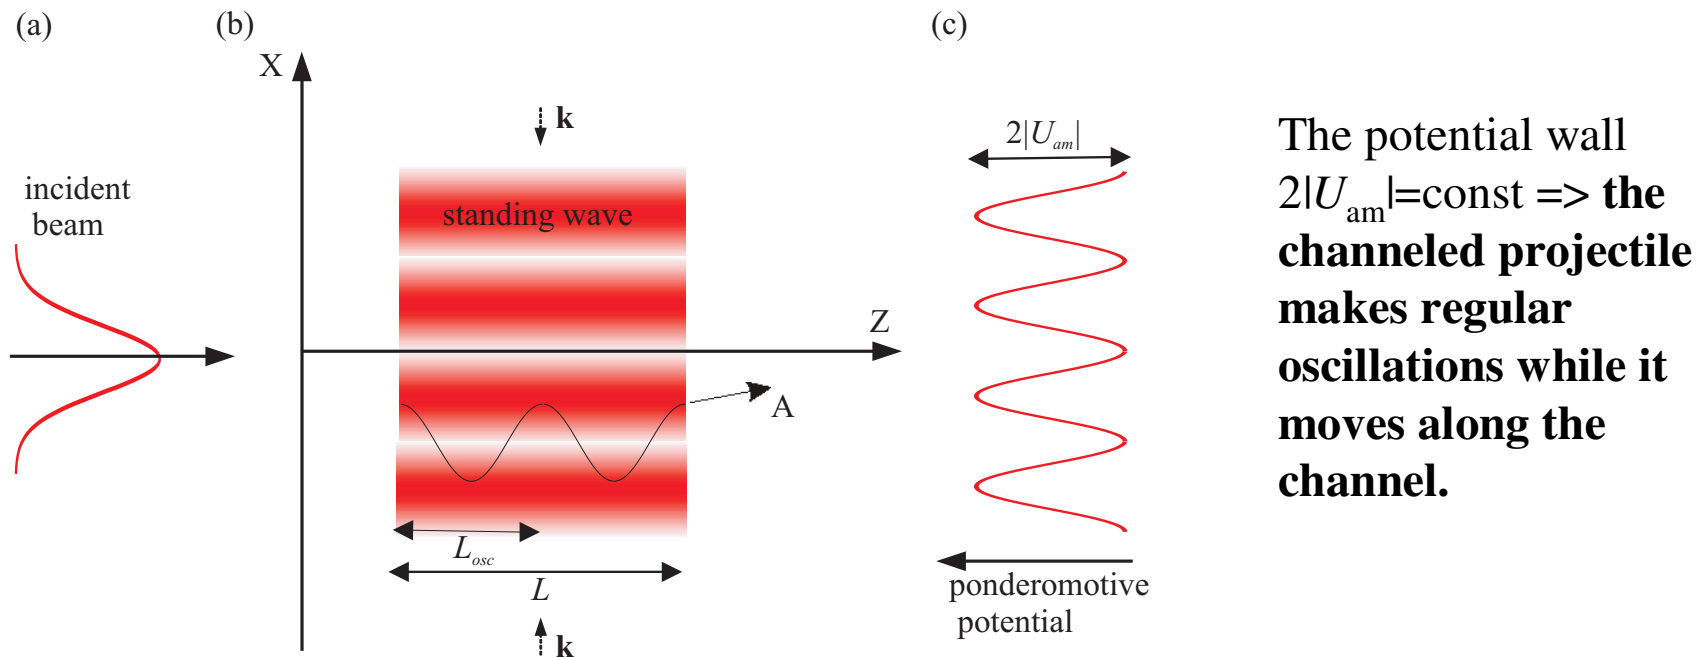 (a)
(b)
(c)
X
k
2|U_am|
incident
beam
standing wave
Z
A
L_osc
L
k
ponderomotive
potential
The potential wall
2|U_am|=const => the
channeled projectile
makes regular
oscillations while it
moves along the
channel.